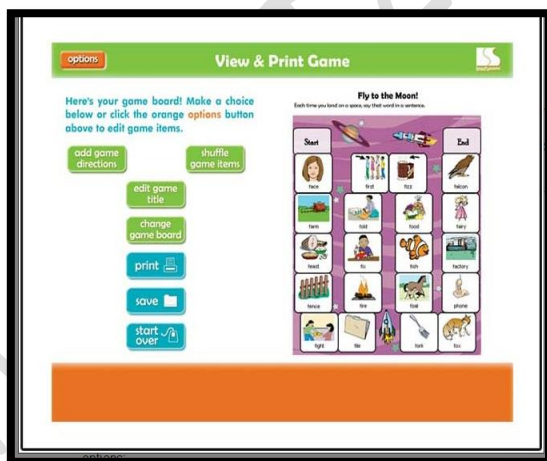 options
View & Print Game
Here's your game board! Make a choice
below or click the orange options button
above to edit game items.
add game
directions
shuffle
game items
edit game
title
change
game board
print
save
start
over
Fly to the Moon!
Each time you land on a space, say that word in a sentence.
Start
End
face
first
fizz
falcon
farm
fold
food
fairy
feast
fish
factory
fence
fire
foal
phone
fight
file
fork
fox